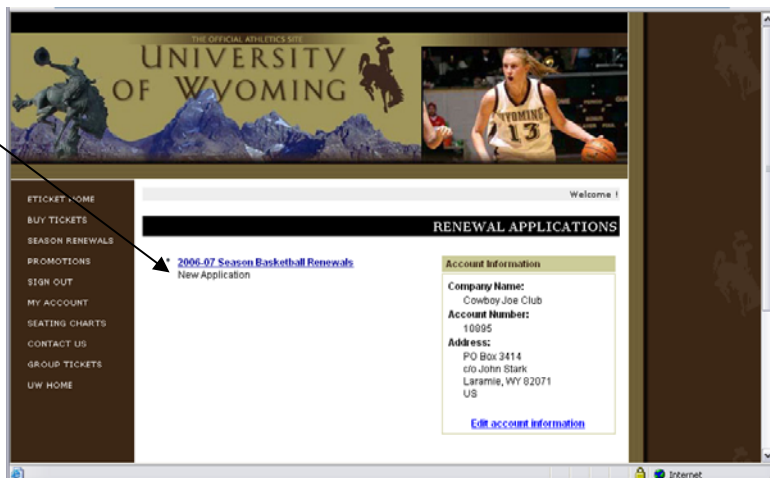 THE OFFICIAL ATHLETICS SITE
UNIVERSITY
OF WYOMING
WYOMING
13
ETICKET HOME
BUY TICKETS
SEASON RENEWALS
PROMOTIONS
SIGN OUT
MY ACCOUNT
SEATING CHARTS
CONTACT US
GROUP TICKETS
UW HOME
Welcome !
RENEWAL APPLICATIONS
2006-07 Season Basketball Renewals
New Application
Account Information
Company Name:
Cowboy Joe Club
Account Number:
10895
Address:
PO Box 3414
c/o John Stark
Laramie, WY 82071
US
Edit account information
Internet